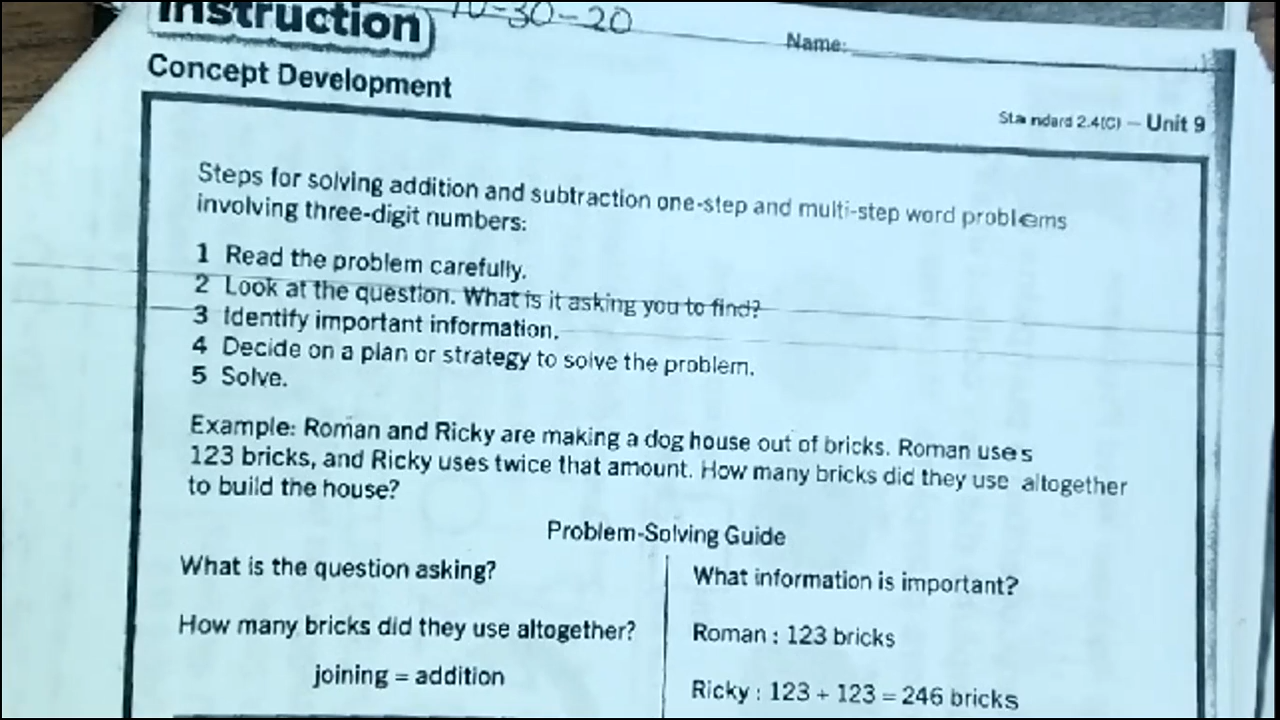 Instruction
10-30-20
Name:
Concept Development
Standard 2.4(C) — Unit 9
Steps for solving addition and subtraction one-step and multi-step word problems
involving three-digit numbers:
1 Read the problem carefully.
2 Look at the question. What is it asking you to find?
3 Identify important information.
4 Decide on a plan or strategy to solve the problem.
5 Solve.
Example: Roman and Ricky are making a dog house out of bricks. Roman uses
123 bricks, and Ricky uses twice that amount. How many bricks did they use altogether
to build the house?
Problem-Solving Guide
What is the question asking?
How many bricks did they use altogether?
joining = addition
What information is important?
Roman : 123 bricks
Ricky : 123 + 123 = 246 bricks